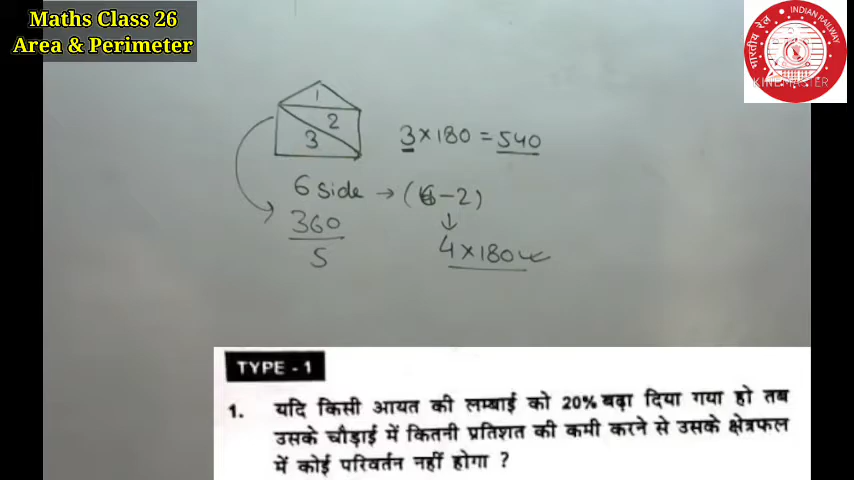 Maths Class 26
Area & Perimeter
भारतीय रेल INDIAN RAILWAY
KINEMASTER
1
2
3
3×180 = 540
6 side → (6-2)
↓
360
5
4×180
TYPE - 1
1. यदि किसी आयत की लम्बाई को 20% बढ़ा दिया गया हो तब
उसके चौड़ाई में कितनी प्रतिशत की कमी करने से उसके क्षेत्रफल
में कोई परिवर्तन नहीं होगा ?